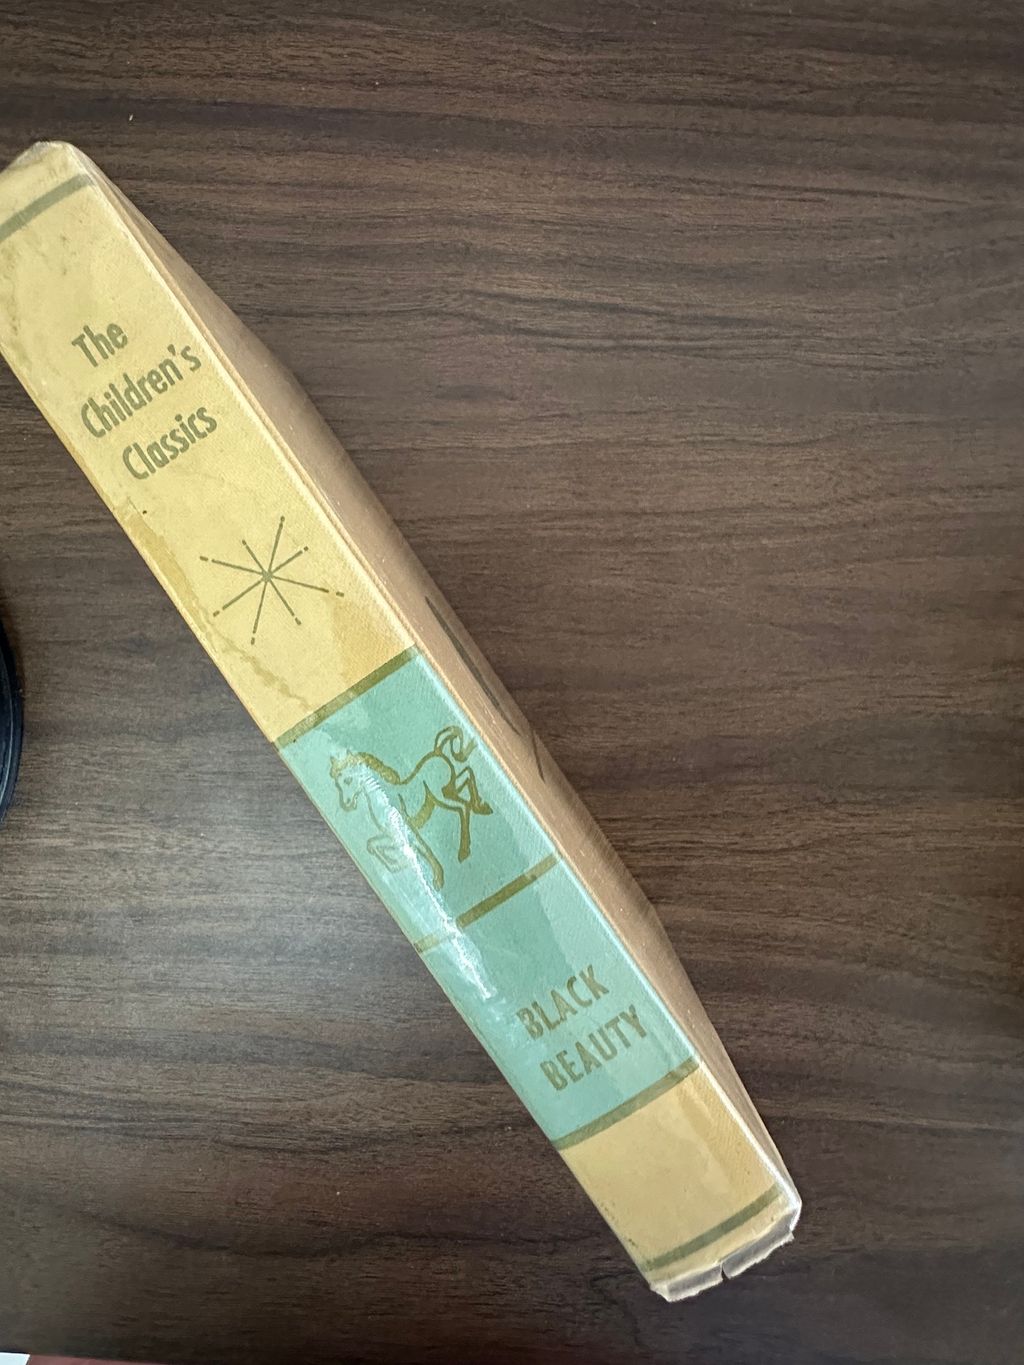 The
Children's
Classics
BLACK
BEAUTY